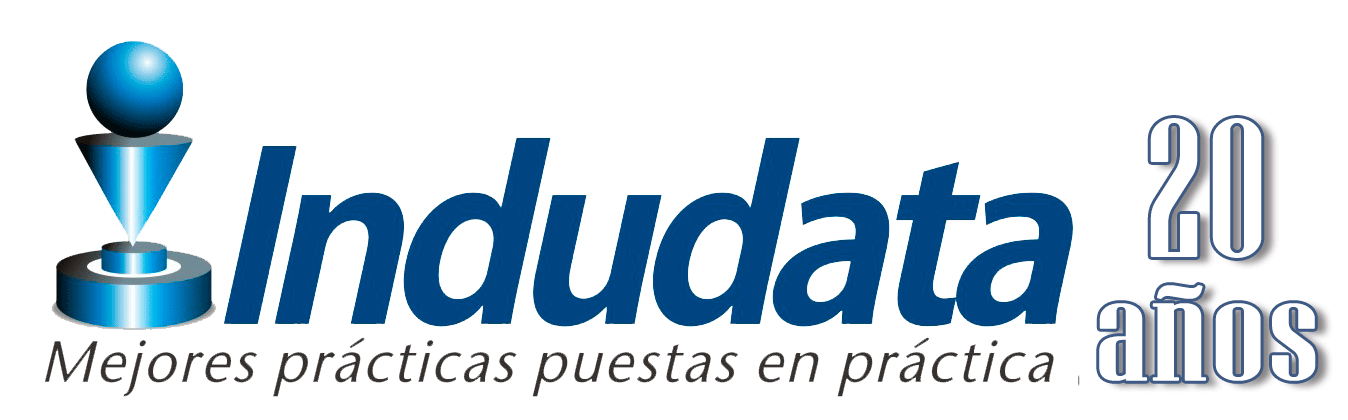 Indudata
Mejores prácticas puestas en práctica
20
años